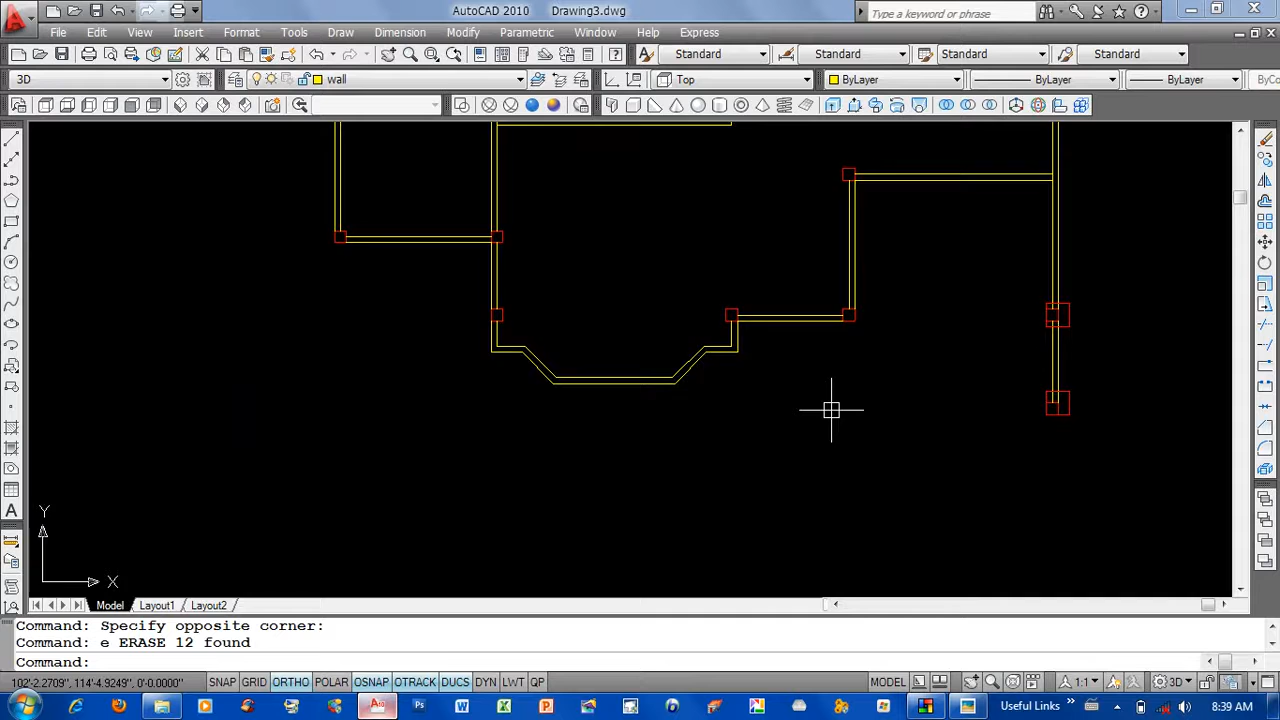 AutoCAD 2010 Drawing3.dwg
Type a keyword or phrase
File Edit View Insert Format Tools Draw Dimension Modify Parametric Window Help Express
Standard Standard Standard Standard
3D wall Top ByLayer ByLayer ByLayer ByCo
Y
X
Model Layout1 Layout2
Command: Specify opposite corner:
Command: e ERASE 12 found
Command:
102'-2.2709", 114'-4.9249", 0'-0.0000" SNAP GRID ORTHO POLAR OSNAP OTRACK DUCS DYN LWT QP MODEL 1:1 3D
Useful Links 8:39 AM